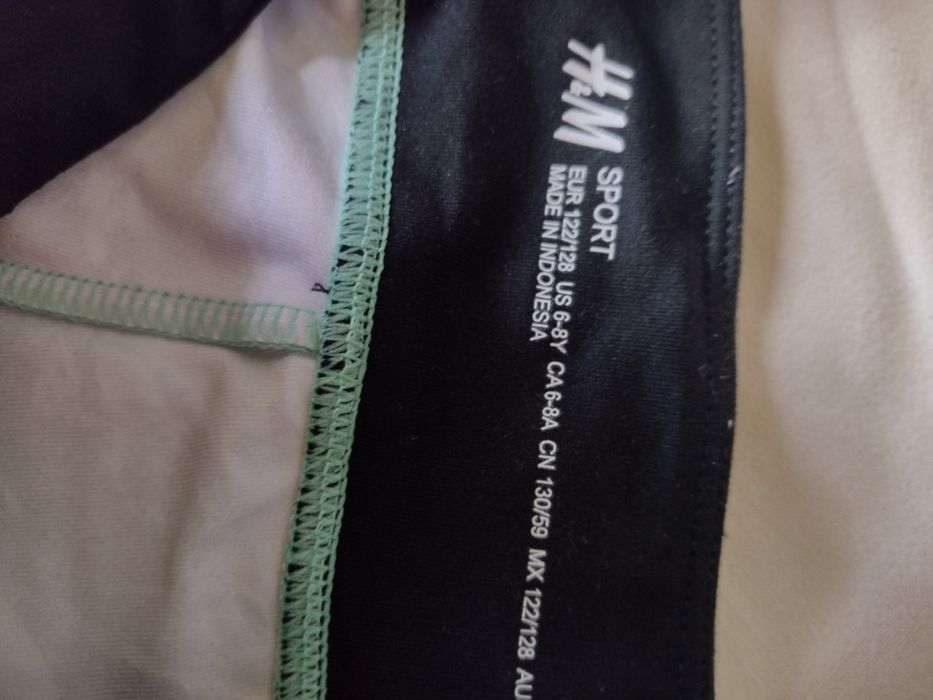 H&M
SPORT
EUR 122/128 US 6-8Y CA 6-8A CN 130/59 MX 122/128 AU
MADE IN INDONESIA